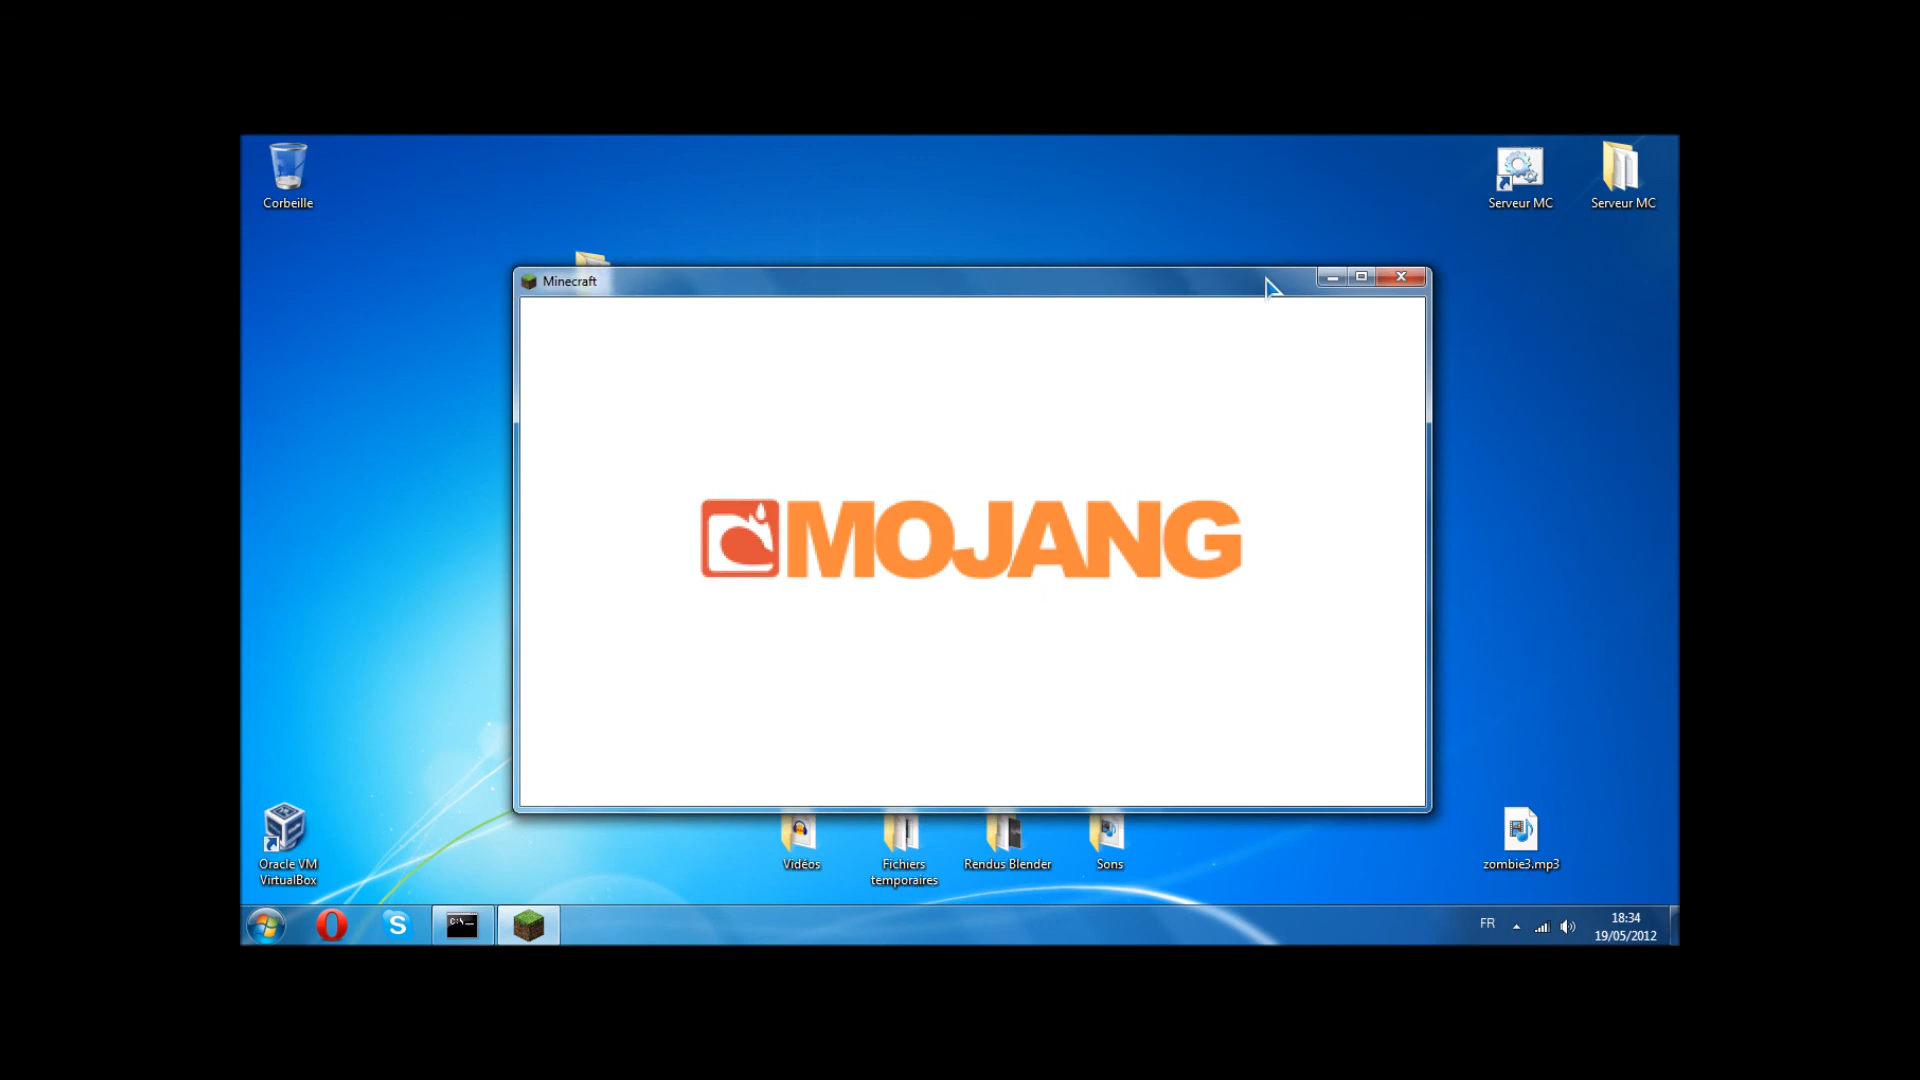 Corbeille
Serveur MC
Serveur MC
Minecraft
MOJANG
Oracle VM
VirtualBox
Vidéos
Fichiers
temporaires
Rendus Blender
Sons
zombie3.mp3
C:\._
FR
18:34
19/05/2012